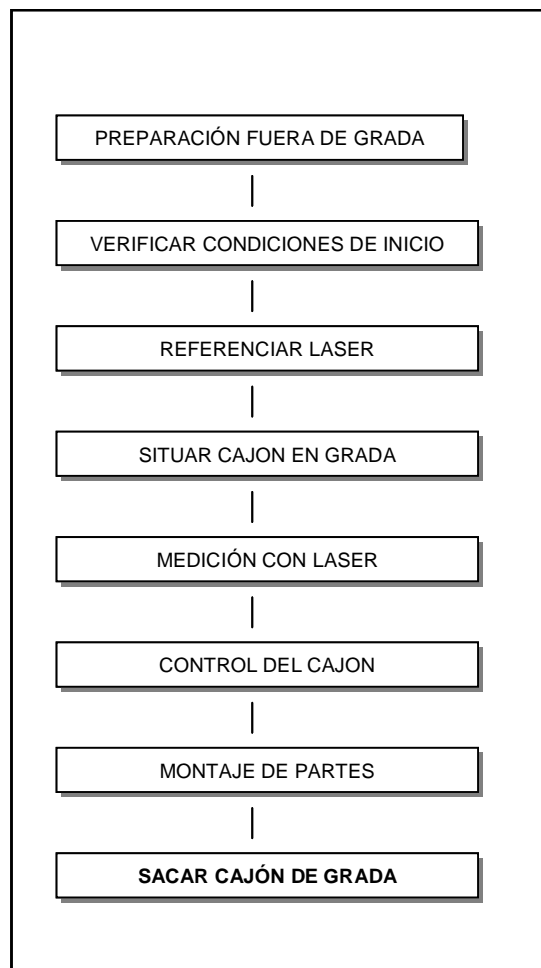 PREPARACIÓN FUERA DE GRADA
VERIFICAR CONDICIONES DE INICIO
REFERENCIAR LASER
SITUAR CAJON EN GRADA
MEDICIÓN CON LASER
CONTROL DEL CAJON
MONTAJE DE PARTES
SACAR CAJÓN DE GRADA